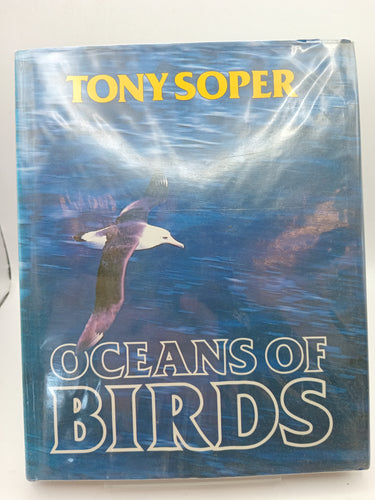 TONY SOPER
OCEANS OF
BIRDS